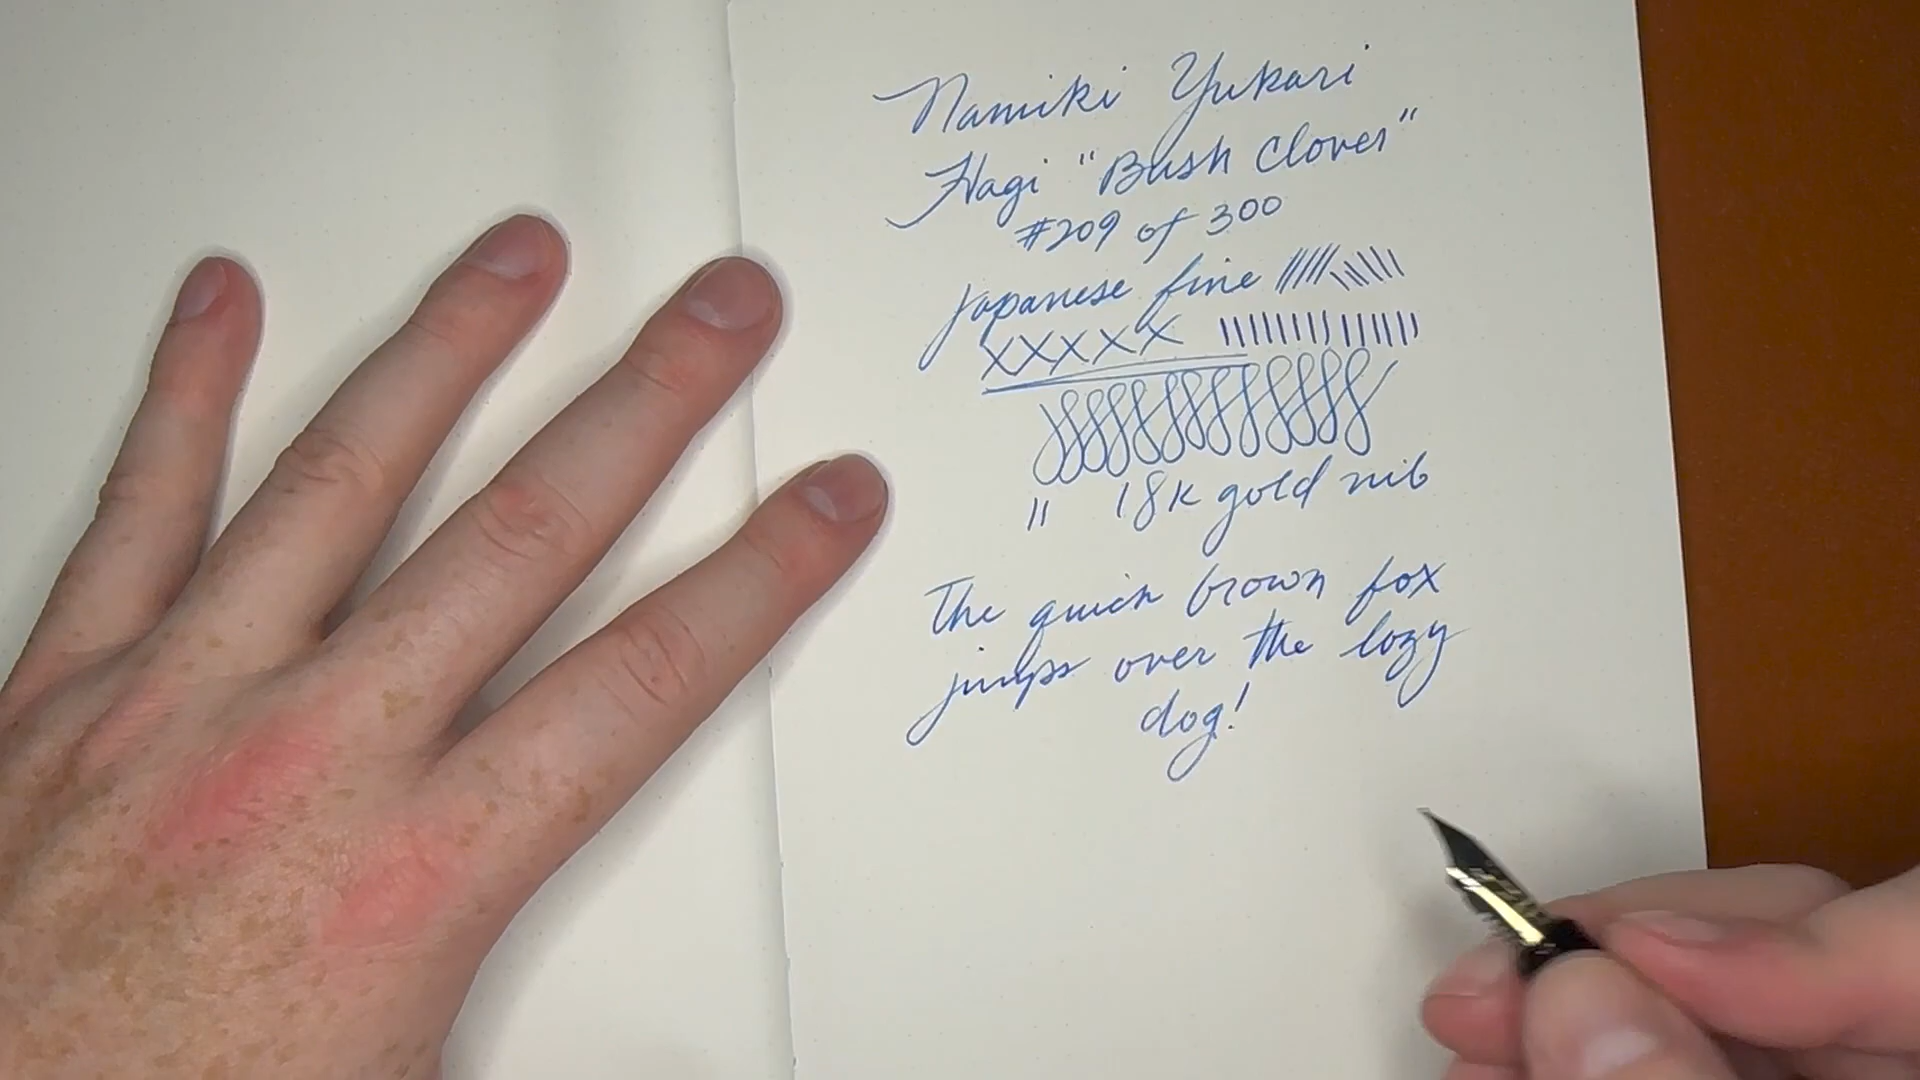 Namiki Yukari
Hagi "Bush Clover"
#209 of 300
Japanese fine
XXXXX
" 18K gold nib
The quick brown fox
jumps over the lazy
dog!